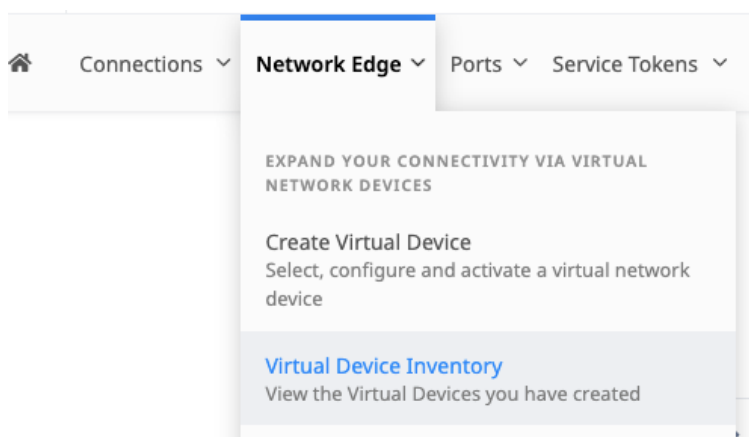 Connections Network Edge Ports Service Tokens
EXPAND YOUR CONNECTIVITY VIA VIRTUAL
NETWORK DEVICES
Create Virtual Device
Select, configure and activate a virtual network
device
Virtual Device Inventory
View the Virtual Devices you have created